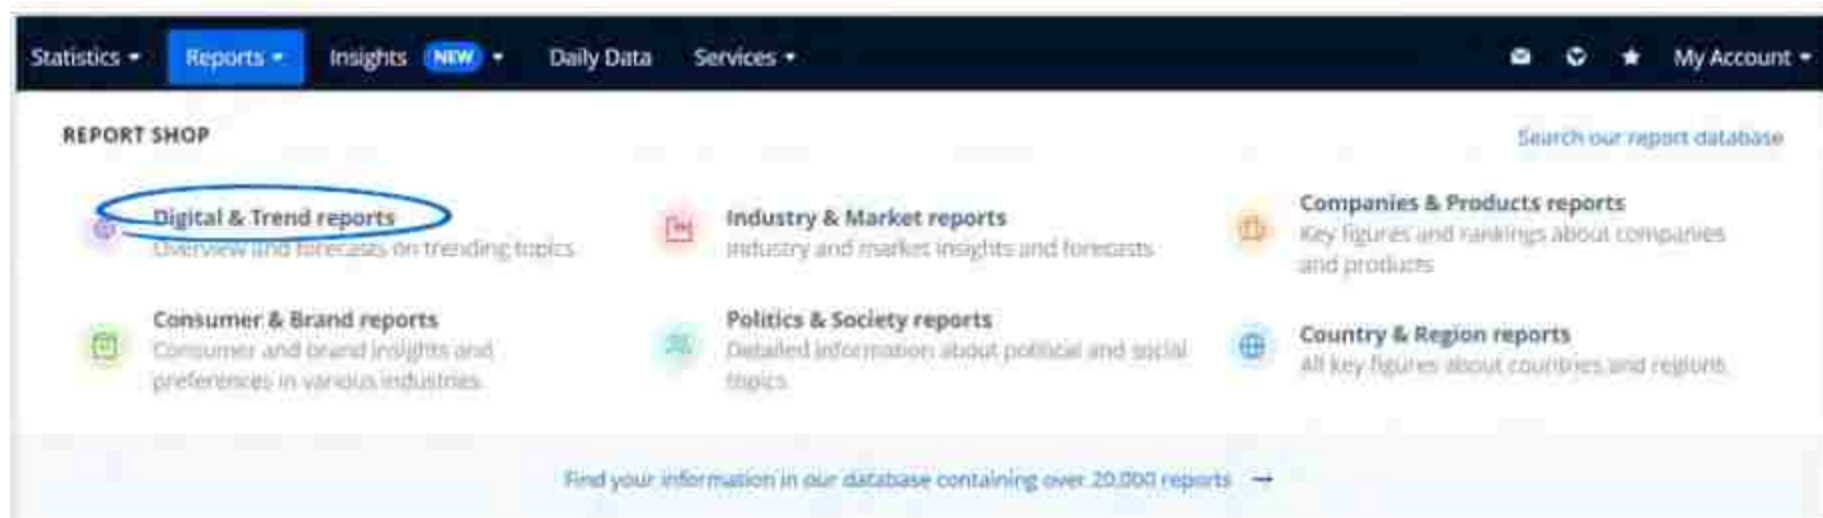 Statistics Reports Insights NEW Daily Data Services My Account
REPORT SHOP
Search our report database
Digital & Trend reports
Overview and forecasts on trending topics
Industry & Market reports
Industry and market insights and forecasts
Companies & Products reports
Key figures and rankings about companies
and products
Consumer & Brand reports
Consumer and brand insights and
preferences in various industries
Politics & Society reports
Detailed information about political and social
topics
Country & Region reports
All key figures about countries and regions
Find your information in our database containing over 20,000 reports →